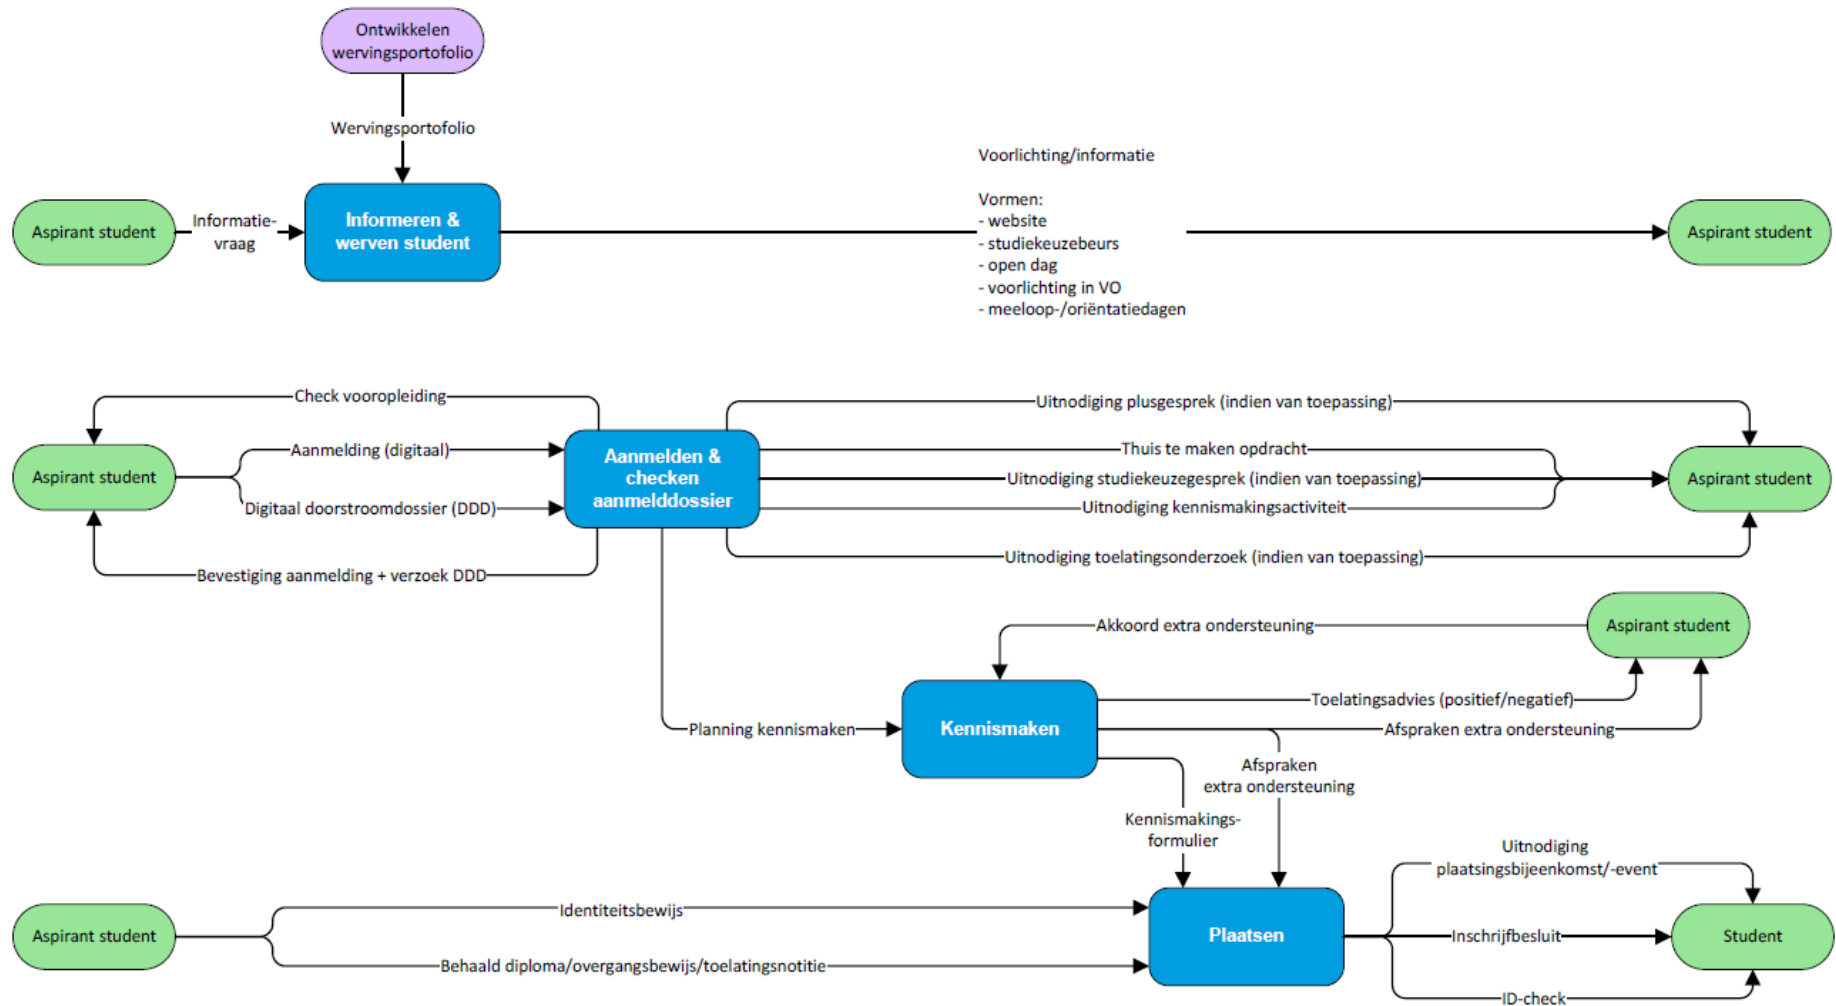 Ontwikkelen
wervingsportofolio
Wervingsportofolio
Voorlichting/informatie
Vormen:
- website
- studiekeuzebeurs
- open dag
- voorlichting in VO
- meeloop-/oriëntatiedagen
Aspirant student
Informatie-
vraag
Informeren &
werven student
Aspirant student
Check vooropleiding
Uitnodiging plusgesprek (indien van toepassing)
Aspirant student
Aanmelding (digitaal)
Digitaal doorstroomdossier (DDD)
Aanmelden &
checken
aanmelddossier
Thuis te maken opdracht
Uitnodiging studiekeuzegesprek (indien van toepassing)
Uitnodiging kennismakingsactiviteit
Aspirant student
Bevestiging aanmelding + verzoek DDD
Uitnodiging toelatingsonderzoek (indien van toepassing)
Akkoord extra ondersteuning
Aspirant student
Planning kennismaken
Kennismaken
Toelatingsadvies (positief/negatief)
Afspraken extra ondersteuning
Afspraken
extra ondersteuning
Kennismakings-
formulier
Aspirant student
Identiteitsbewijs
Behaald diploma/overgangsbewijs/toelatingsnotitie
Plaatsen
Uitnodiging
plaatsingsbijeenkomst/-event
Inschrijfbesluit
ID-check
Student